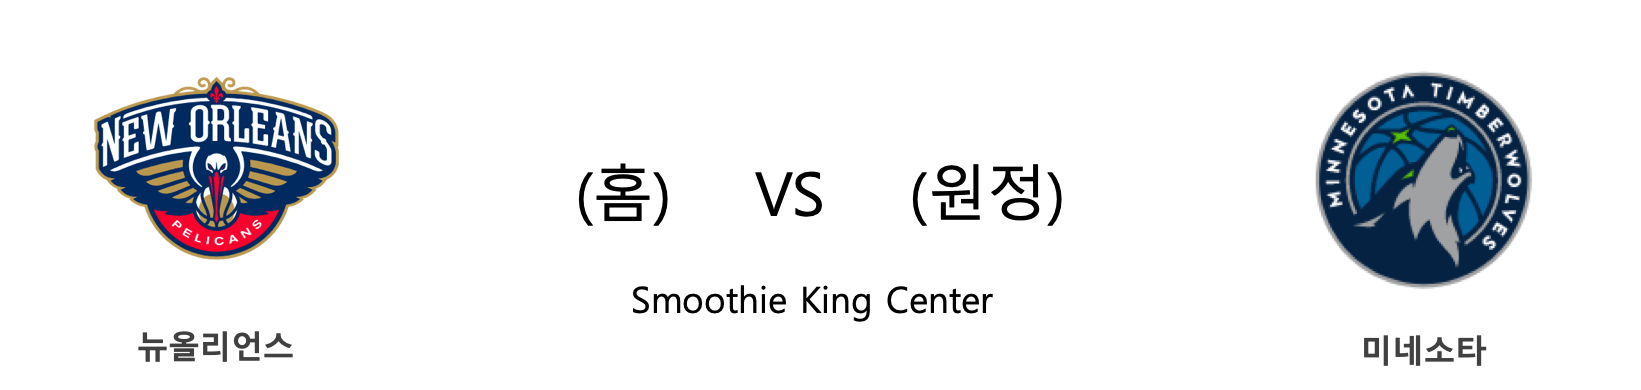 NEW ORLEANS
PELICANS
뉴올리언스
(홈) VS (원정)
Smoothie King Center
MINNESOTA TIMBERWOLVES
미네소타